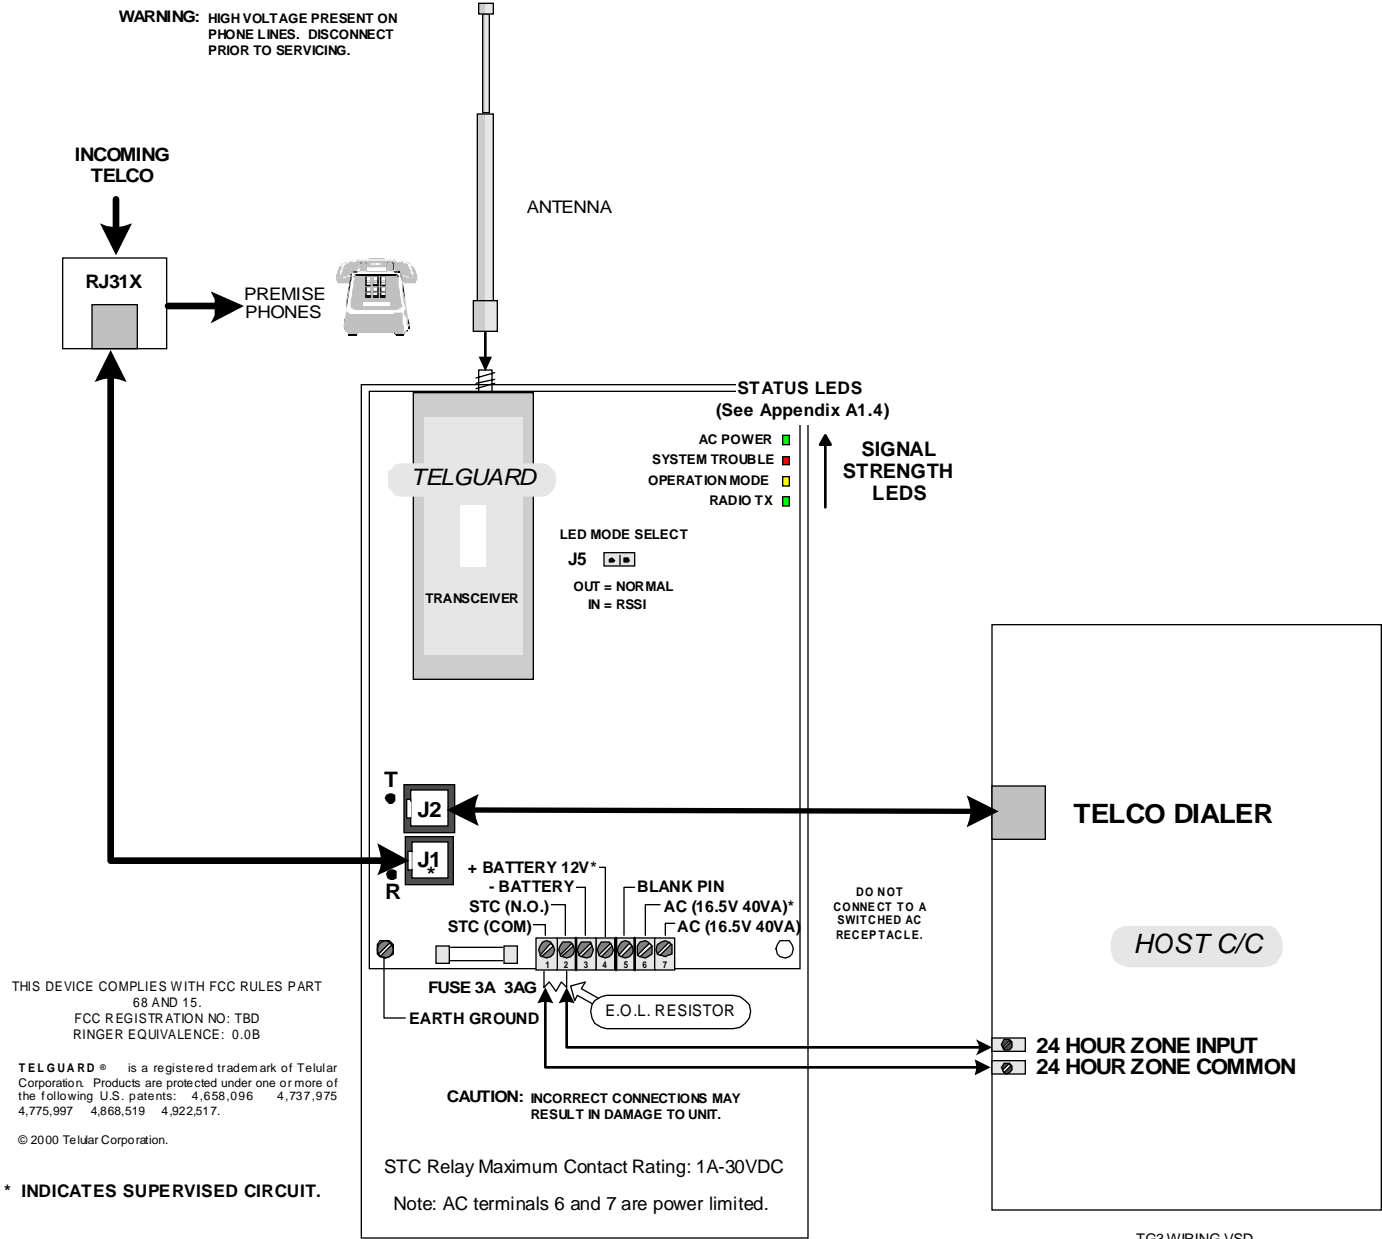 WARNING: HIGH VOLTAGE PRESENT ON
PHONE LINES. DISCONNECT
PRIOR TO SERVICING.
INCOMING
TELCO
ANTENNA
RJ31X
PREMISE
PHONES
STATUS LEDS
(See Appendix A1.4)
AC POWER
SYSTEM TROUBLE
OPERATION MODE
RADIO TX
SIGNAL
STRENGTH
LEDS
TELGUARD
TRANSCEIVER
LED MODE SELECT
J5
OUT = NORMAL
IN = RSSI
T
J2
J1
*
R
TELCO DIALER
+ BATTERY 12V*
- BATTERY
STC (N.O.)
STC (COM)
BLANK PIN
AC (16.5V 40VA)*
AC (16.5V 40VA)
DO NOT
CONNECT TO A
SWITCHED AC
RECEPTACLE.
HOST C/C
1 2 3 4 5 6 7
FUSE 3A 3AG
E.O.L. RESISTOR
EARTH GROUND
24 HOUR ZONE INPUT
24 HOUR ZONE COMMON
THIS DEVICE COMPLIES WITH FCC RULES PART
68 AND 15.
FCC REGISTRATION NO: TBD
RINGER EQUIVALENCE: 0.0B
TELGUARD ® is a registered trademark of Telular
Corporation. Products are protected under one or more of
the following U.S. patents: 4,658,096 4,737,975
4,775,997 4,868,519 4,922,517.
© 2000 Telular Corporation.
* INDICATES SUPERVISED CIRCUIT.
CAUTION: INCORRECT CONNECTIONS MAY
RESULT IN DAMAGE TO UNIT.
STC Relay Maximum Contact Rating: 1A-30VDC
Note: AC terminals 6 and 7 are power limited.
TG3 WIRING.VSD